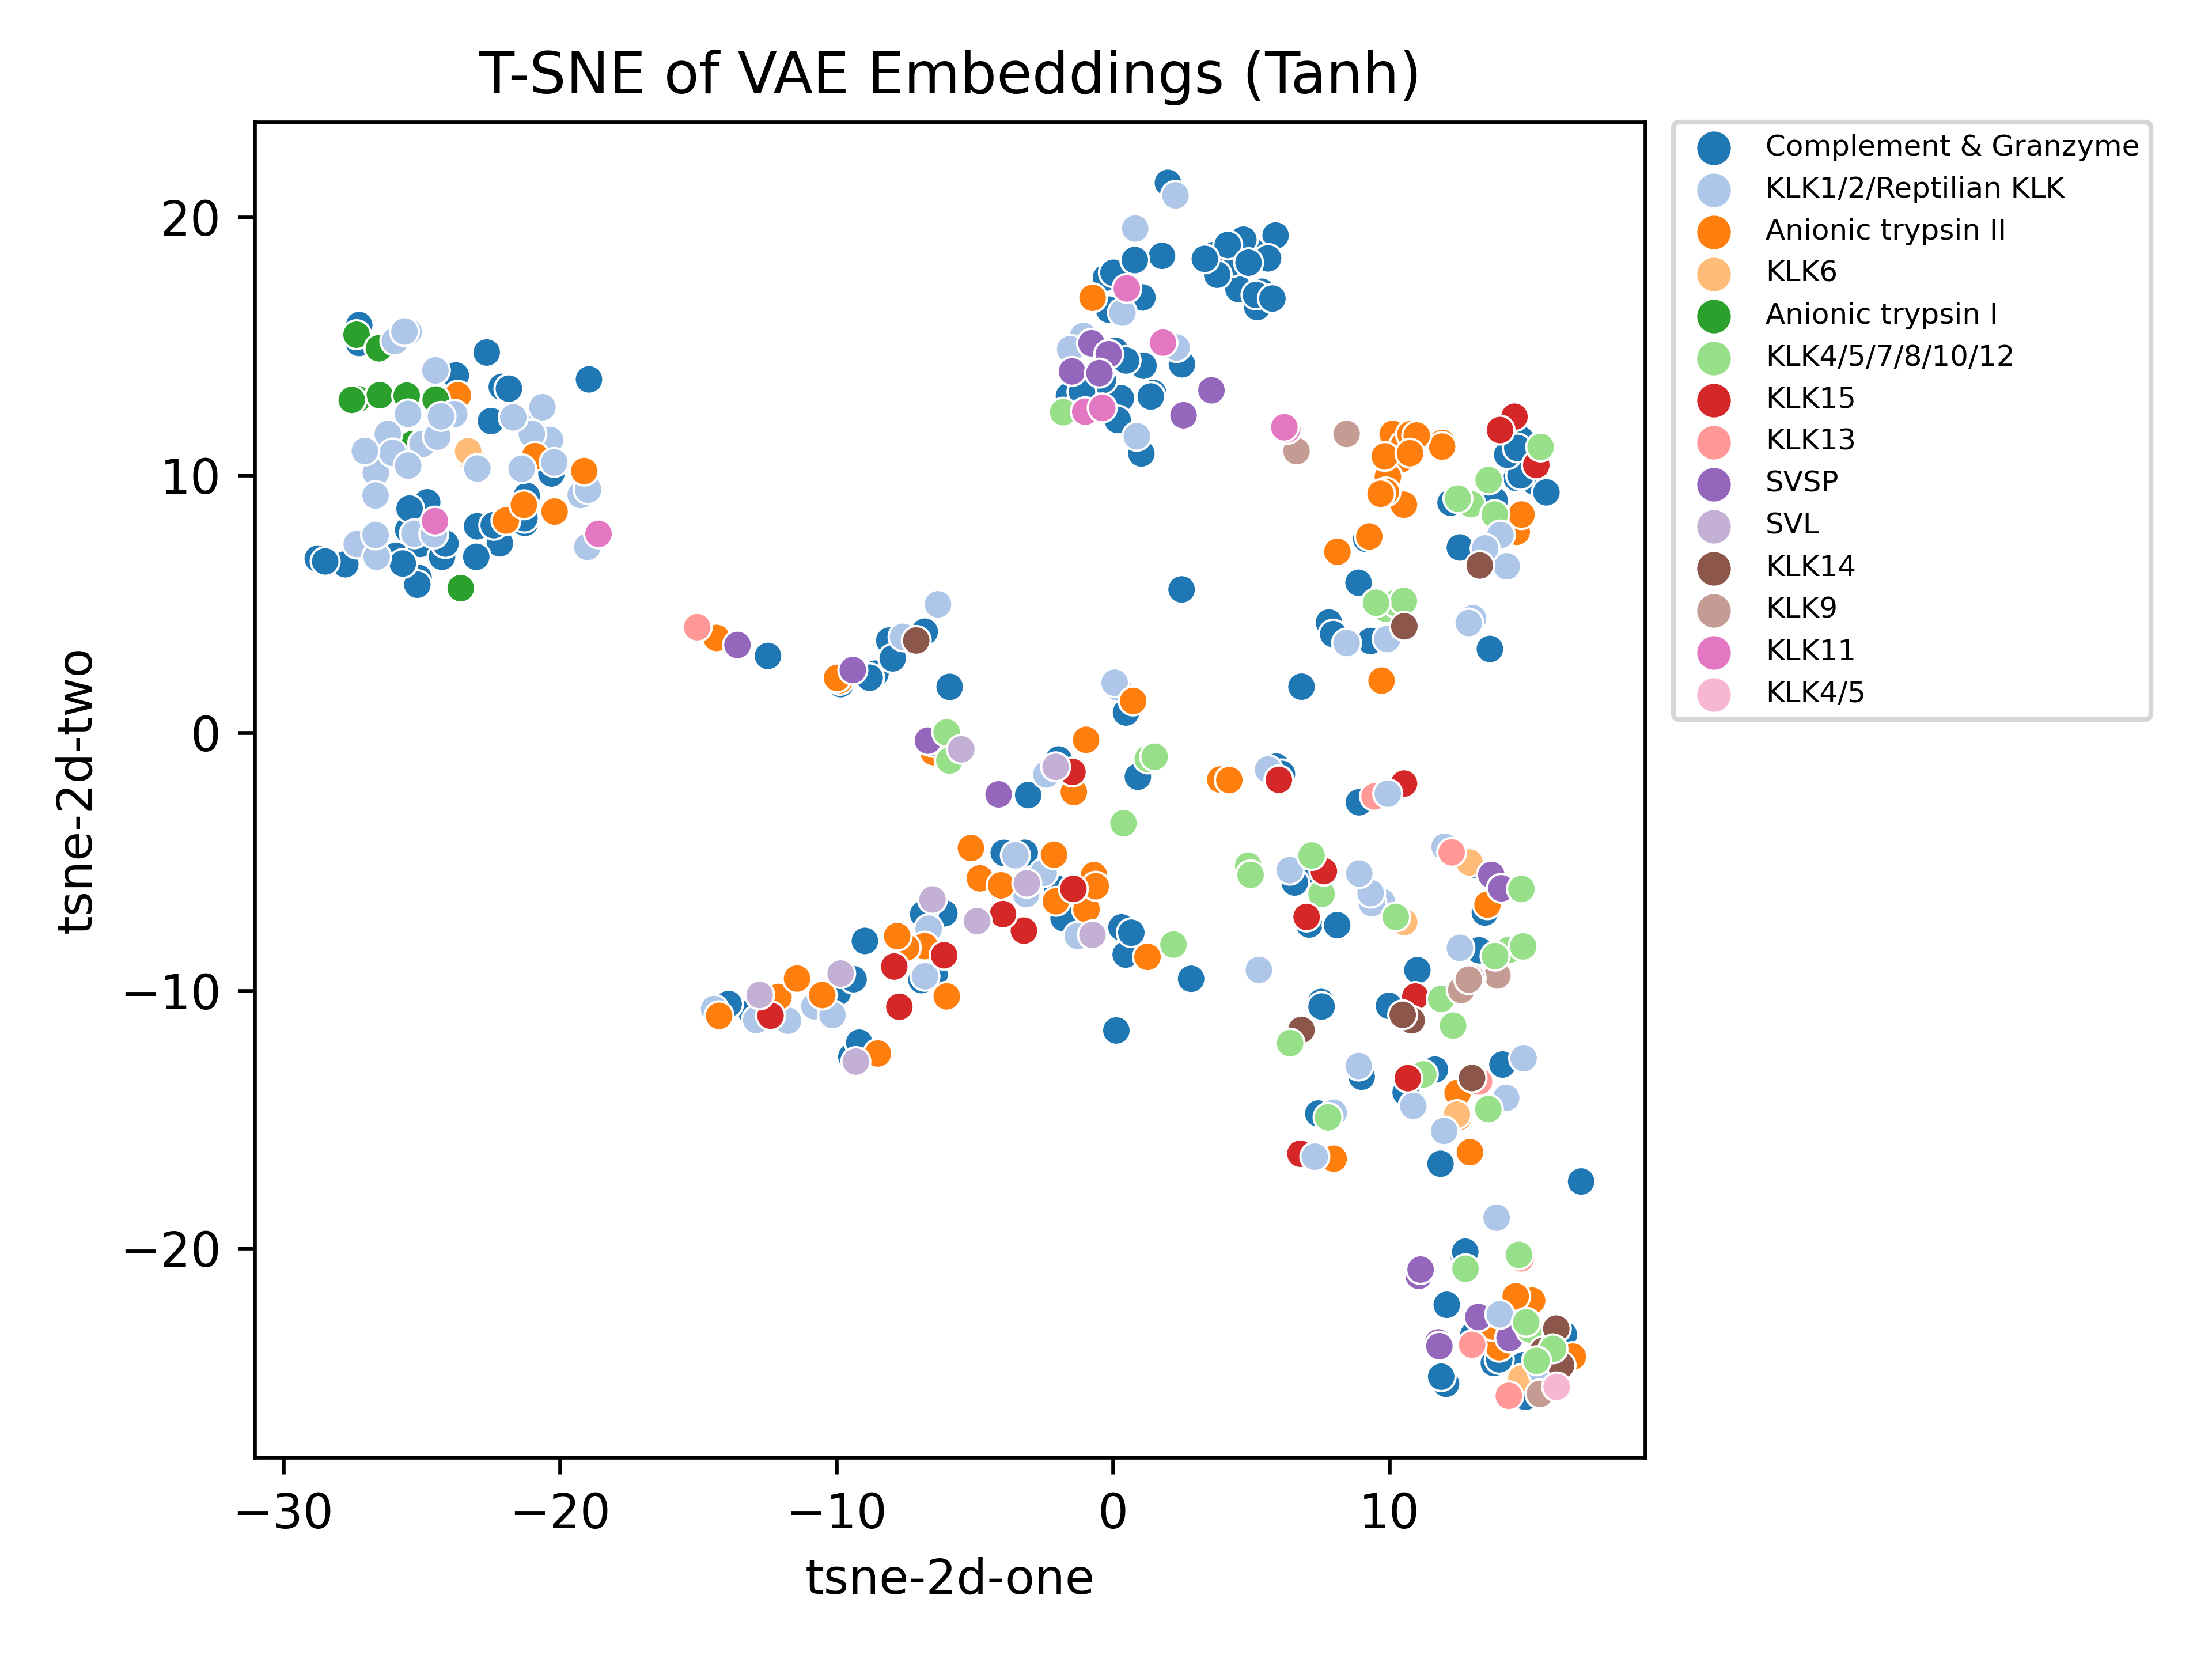 T-SNE of VAE Embeddings (Tanh)
Complement & Granzyme
KLK1/2/Reptilian KLK
Anionic trypsin II
KLK6
Anionic trypsin I
KLK4/5/7/8/10/12
KLK15
KLK13
SVSP
SVL
KLK14
KLK9
KLK11
KLK4/5
tsne-2d-two
20
10
0
−10
−20
−30
−20
−10
0
10
tsne-2d-one